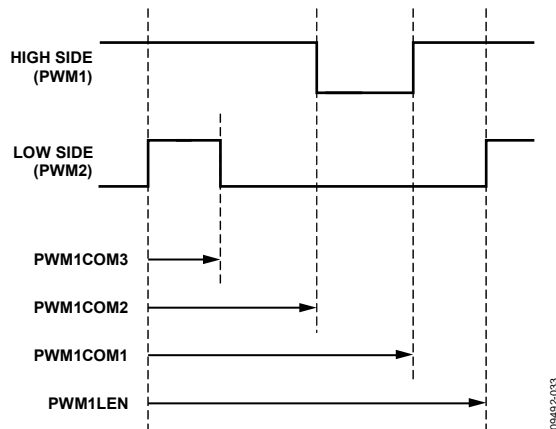 HIGH SIDE
(PWM1)
LOW SIDE
(PWM2)
PWM1COM3
PWM1COM2
PWM1COM1
PWM1LEN
09492-033